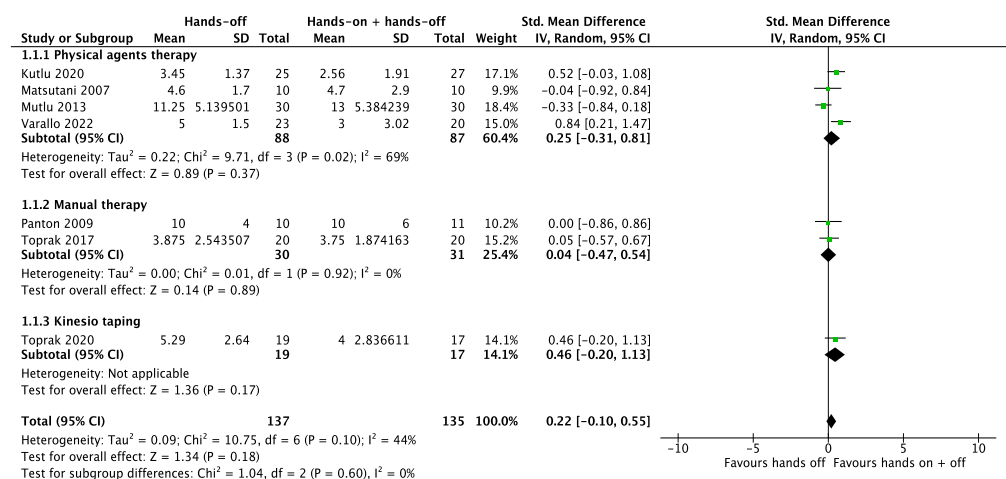 Hands-off Hands-on + hands-off Std. Mean Difference Std. Mean Difference
Study or Subgroup Mean SD Total Mean SD Total Weight IV, Random, 95% CI IV, Random, 95% CI
1.1.1 Physical agents therapy
Kutlu 2020 3.45 1.37 25 2.56 1.91 27 17.1% 0.52 [-0.03, 1.08]
Matsutani 2007 4.6 1.7 10 4.7 2.9 10 9.9% -0.04 [-0.92, 0.84]
Mutlu 2013 11.25 5.139501 30 13 5.384239 30 18.4% -0.33 [-0.84, 0.18]
Varallo 2022 5 1.5 23 3 3.02 20 15.0% 0.84 [0.21, 1.47]
Subtotal (95% CI) 88 87 60.4% 0.25 [-0.31, 0.81]
Heterogeneity: Tau² = 0.22; Chi² = 9.71, df = 3 (P = 0.02); I² = 69%
Test for overall effect: Z = 0.89 (P = 0.37)
1.1.2 Manual therapy
Panton 2009 10 4 10 10 6 11 10.2% 0.00 [-0.86, 0.86]
Toprak 2017 3.875 2.543507 20 3.75 1.874163 20 15.2% 0.05 [-0.57, 0.67]
Subtotal (95% CI) 30 31 25.4% 0.04 [-0.47, 0.54]
Heterogeneity: Tau² = 0.00; Chi² = 0.01, df = 1 (P = 0.92); I² = 0%
Test for overall effect: Z = 0.14 (P = 0.89)
1.1.3 Kinesio taping
Toprak 2020 5.29 2.64 19 4 2.836611 17 14.1% 0.46 [-0.20, 1.13]
Subtotal (95% CI) 19 17 14.1% 0.46 [-0.20, 1.13]
Heterogeneity: Not applicable
Test for overall effect: Z = 1.36 (P = 0.17)
Total (95% CI) 137 135 100.0% 0.22 [-0.10, 0.55]
Heterogeneity: Tau² = 0.09; Chi² = 10.75, df = 6 (P = 0.10); I² = 44%
Test for overall effect: Z = 1.34 (P = 0.18)
Test for subgroup differences: Chi² = 1.04, df = 2 (P = 0.60), I² = 0%
-10 -5 0 5 10
Favours hands off Favours hands on + off